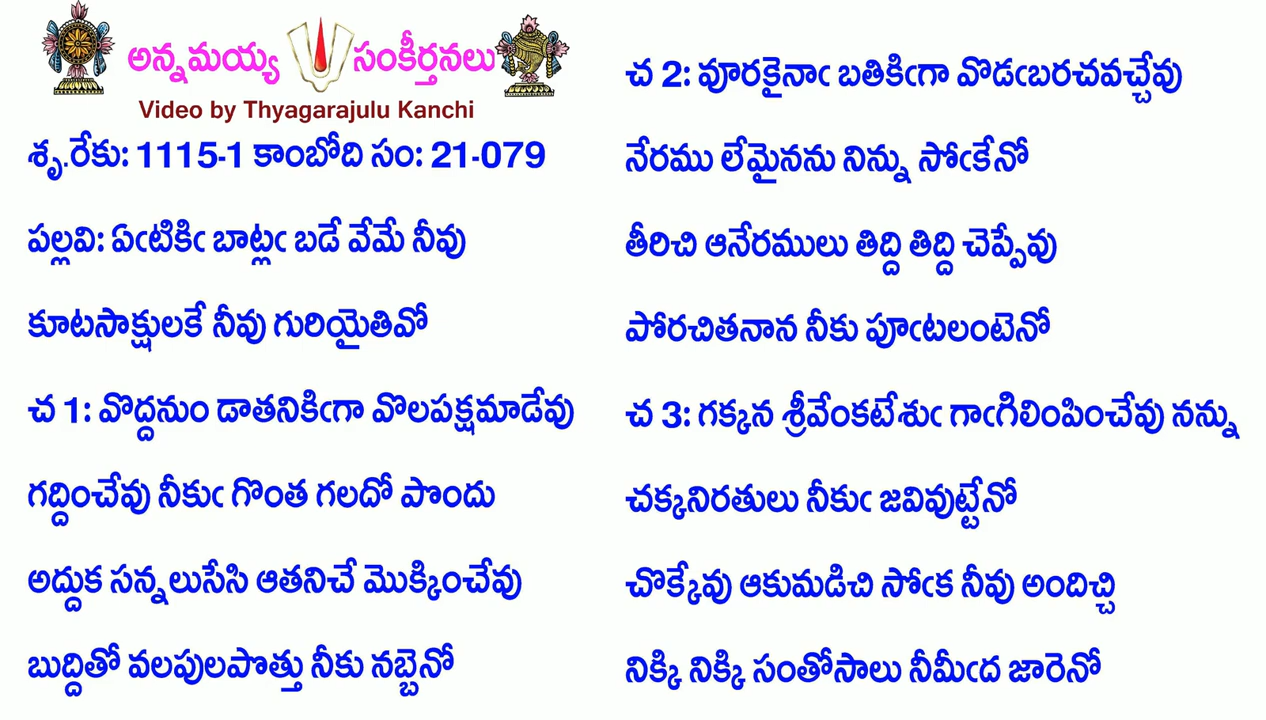 అన్నమయ్య సంకీర్తనలు
Video by Thyagarajulu Kanchi
శృ.రేకు: 1115-1 కాంబోది సం: 21-079
పల్లవి: ఏఁటికిఁ బాట్లఁ బడే వేమే నీవు
కూటసాక్షులకే నీవు గురియైతివో
చ 1: వొద్దనుం డాతనికిఁగా వొలపక్షమాడేవు
గద్దించేవు నీకుఁ గొంత గలదో పొందు
అద్దుక సన్నలుసేసి ఆతనిచే మొక్కించేవు
బుద్దితో వలపులపొత్తు నీకు నబ్బెనో
చ 2: వూరకైనాఁ బతికిఁగా వొడఁబరచవచ్చేవు
నేరము లేమైనను నిన్ను సోఁకేనో
తీరిచి ఆనేరములు తిద్ది తిద్ది చెప్పేవు
పోరచితనాన నీకు పూఁటలంటెనో
చ 3: గక్కన శ్రీవేంకటేశుఁ గాఁగిలింపించేవు నన్ను
చక్కనిరతులు నీకుఁ జవివుట్టేనో
చొక్కేవు ఆకుమడిచి సోఁక నీవు అందిచ్చి
నిక్కి నిక్కి సంతోసాలు నీమీఁద జారెనో